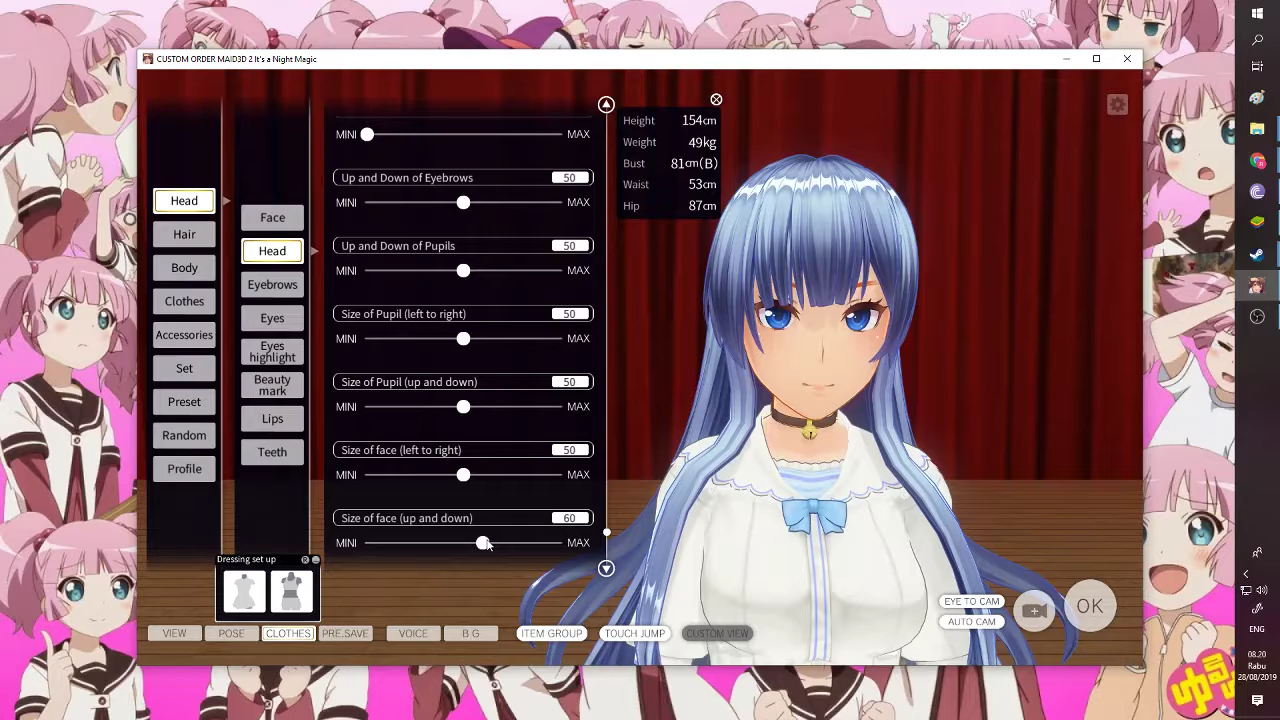 CUSTOM ORDER MAID3D 2 It's a Night Magic
MINI MAX
Up and Down of Eyebrows 50
MINI MAX
Up and Down of Pupils 50
MINI MAX
Size of Pupil (left to right) 50
MINI MAX
Size of Pupil (up and down) 50
MINI MAX
Size of face (left to right) 50
MINI MAX
Size of face (up and down) 60
MINI MAX
Head
Hair
Body
Clothes
Accessories
Set
Preset
Random
Profile
Face
Head
Eyebrows
Eyes
Eyes
highlight
Beauty
mark
Lips
Teeth
Height 154cm
Weight 49kg
Bust 81cm(B)
Waist 53cm
Hip 87cm
Dressing set up
VIEW
POSE
CLOTHES
PRE.SAVE
VOICE
B G
ITEM GROUP
TOUCH JUMP
CUSTOM VIEW
EYE TO CAM
AUTO CAM
OK
ENG
08.20
Rabu
28/08/2019